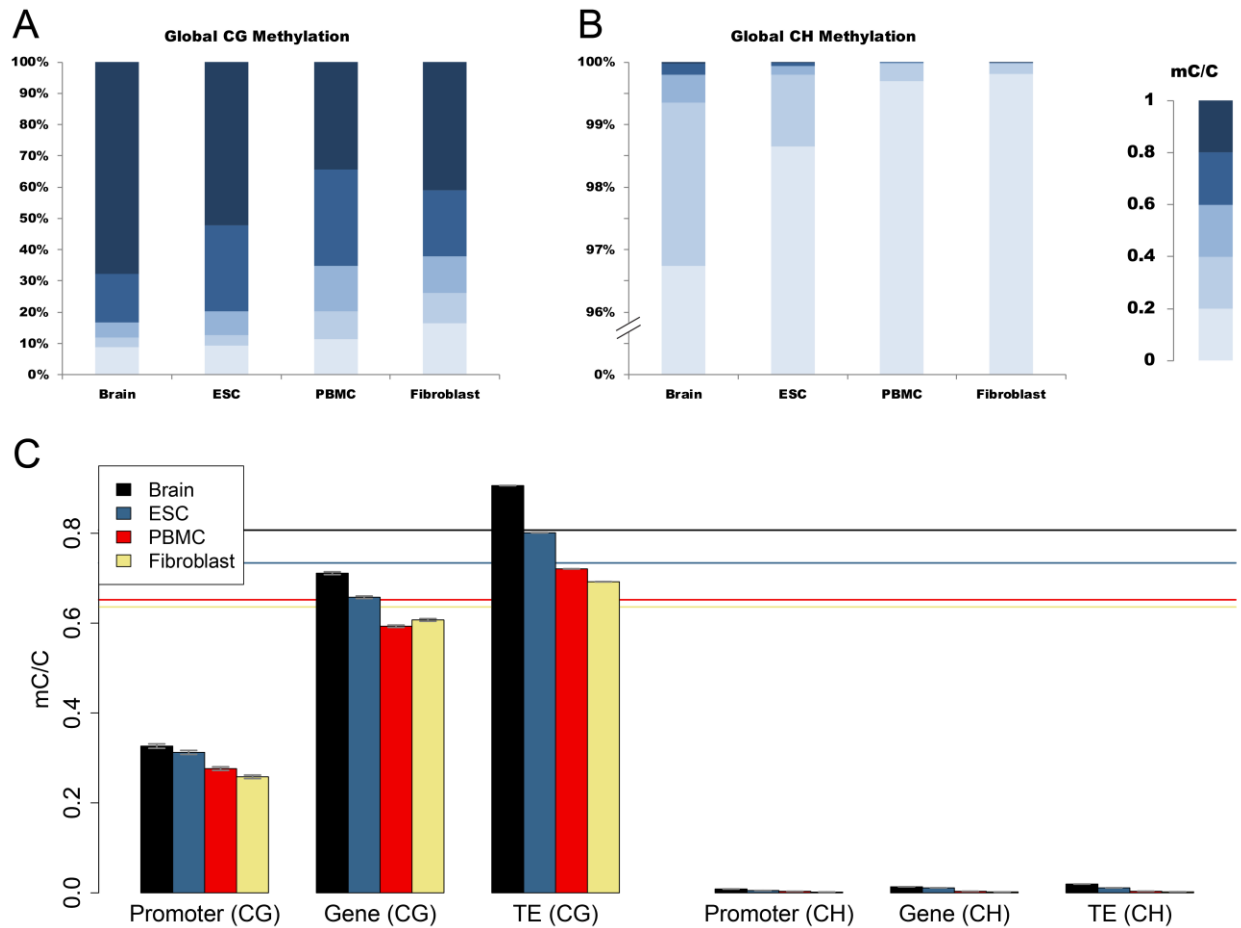 A
Global CG Methylation
100%
90%
80%
70%
60%
50%
40%
30%
20%
10%
0%
Brain
ESC
PBMC
Fibroblast
B
Global CH Methylation
100%
99%
98%
97%
96%
0%
Brain
ESC
PBMC
Fibroblast
mC/C
1
0.8
0.6
0.4
0.2
0
C
Brain
ESC
PBMC
Fibroblast
mC/C
0.8
0.6
0.4
0.2
0.0
Promoter (CG)
Gene (CG)
TE (CG)
Promoter (CH)
Gene (CH)
TE (CH)